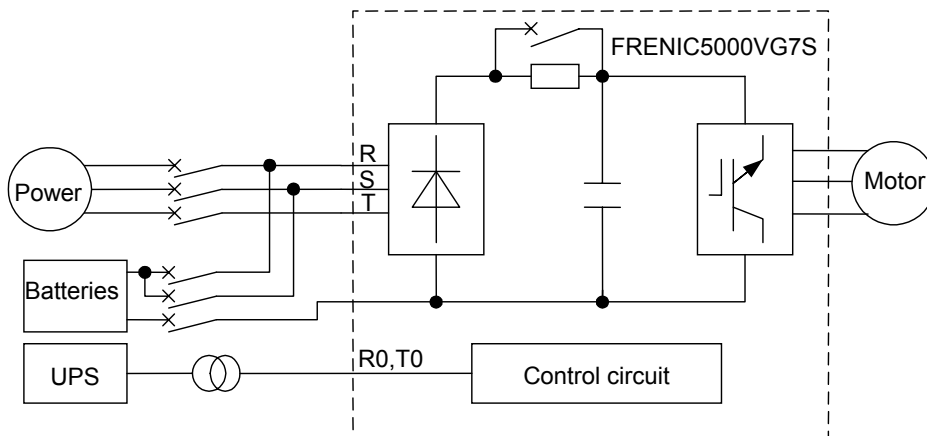 FRENIC5000VG7S
R
S
T
Power
Motor
Batteries
UPS
R0,T0
Control circuit